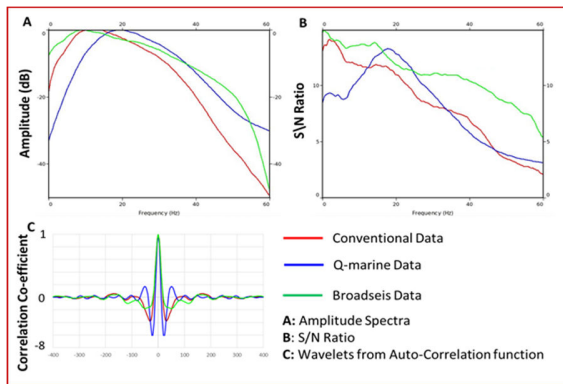 A
B
0
0
-20
-20
-40
-40
0
20
40
60
Frequency (Hz)
Amplitude (dB)
10
10
5
5
0
0
0
20
40
60
Frequency (Hz)
S\N Ratio
C
1
0
-8
Correlation Co-efficient
-400
-300
-200
-100
0
100
200
300
400
Conventional Data
Q-marine Data
Broadseis Data
A: Amplitude Spectra
B: S/N Ratio
C: Wavelets from Auto-Correlation function